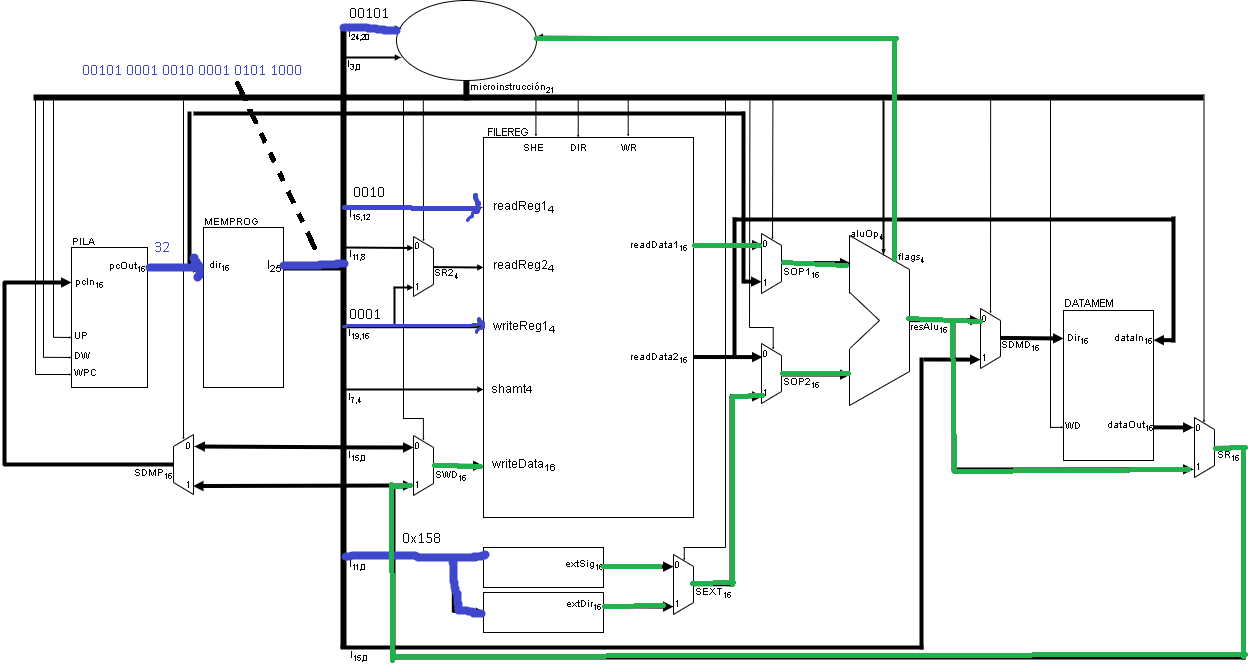 00101
I24,20
00101 0001 0010 0001 0101 1000
I3,0
microinstrucción21
FILEREG
SHE DIR WR
0010
readReg14
I15,12
MEMPROG
aluOp4
PILA
32
pcOut16
dir16
I25
I11,8
0
readReg24
SR24
1
readData116
0
SOP116
1
flags4
pcIn16
0001
writeReg14
I19,16
resAlu16
0
SDMD16
1
DATAMEM
Dir16
dataIn16
UP
DW
WPC
readData216
0
SOP216
1
shamt4
I7,4
WD
dataOut16
0
SR16
1
0
SDMP16
1
I15,0
0
SWD16
1
writeData16
0x158
I11,0
extSig16
0
SEXT16
1
extDir16
I15,0